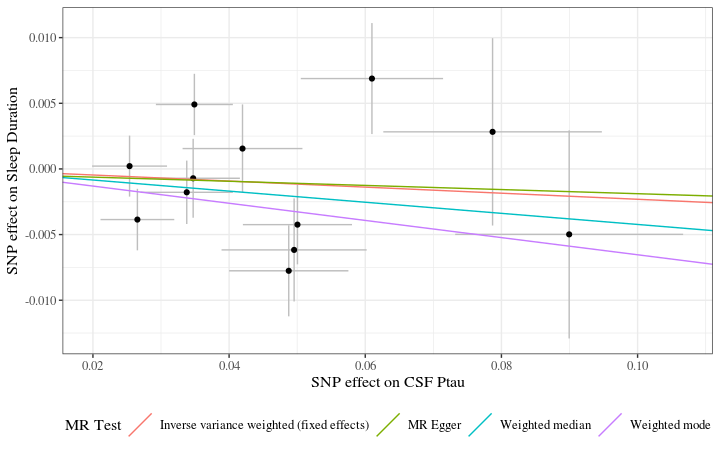 0.010
0.005
0.000
-0.005
-0.010
SNP effect on Sleep Duration
0.02 0.04 0.06 0.08 0.10
SNP effect on CSF Ptau
MR Test Inverse variance weighted (fixed effects) MR Egger Weighted median Weighted mode